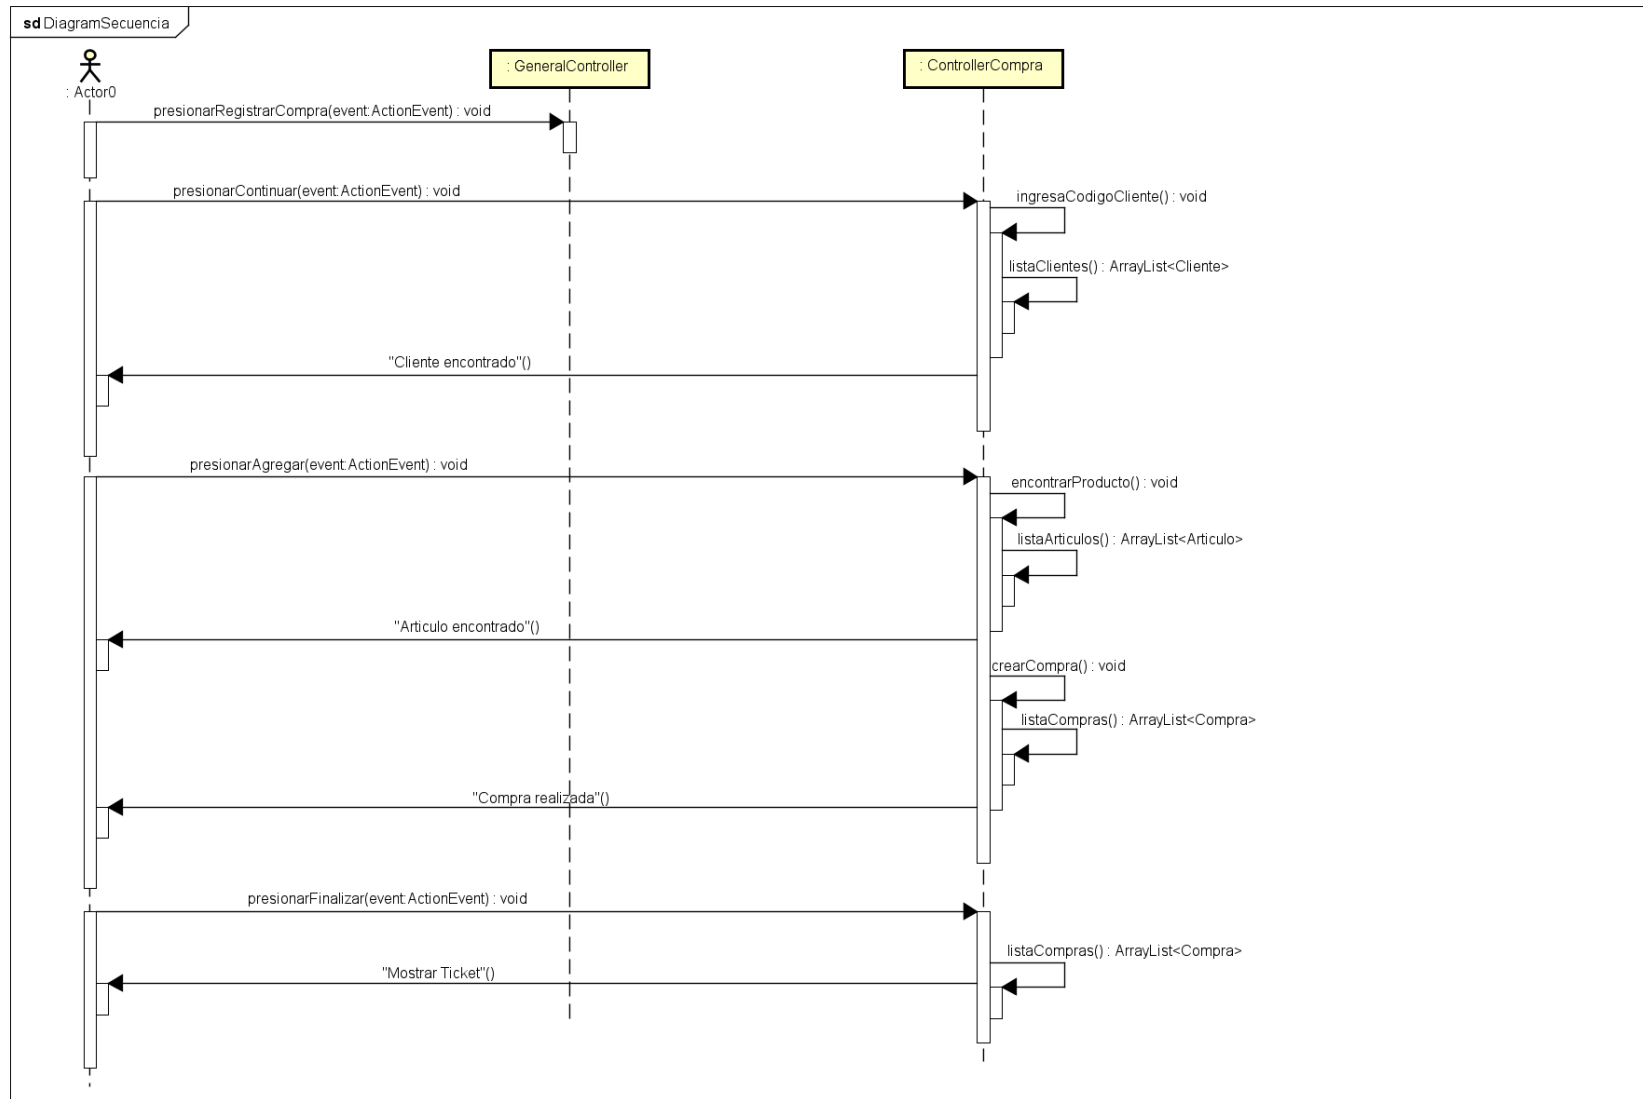 sd DiagramSecuencia
: Actor0
: GeneralController
: ControllerCompra
presionarRegistrarCompra(event:ActionEvent) : void
presionarContinuar(event:ActionEvent) : void
ingresaCodigoCliente() : void
listaClientes() : ArrayList<Cliente>
"Cliente encontrado"()
presionarAgregar(event:ActionEvent) : void
encontrarProducto() : void
listaArticulos() : ArrayList<Articulo>
"Articulo encontrado"()
crearCompra() : void
listaCompras() : ArrayList<Compra>
"Compra realizada"()
presionarFinalizar(event:ActionEvent) : void
listaCompras() : ArrayList<Compra>
"Mostrar Ticket"()